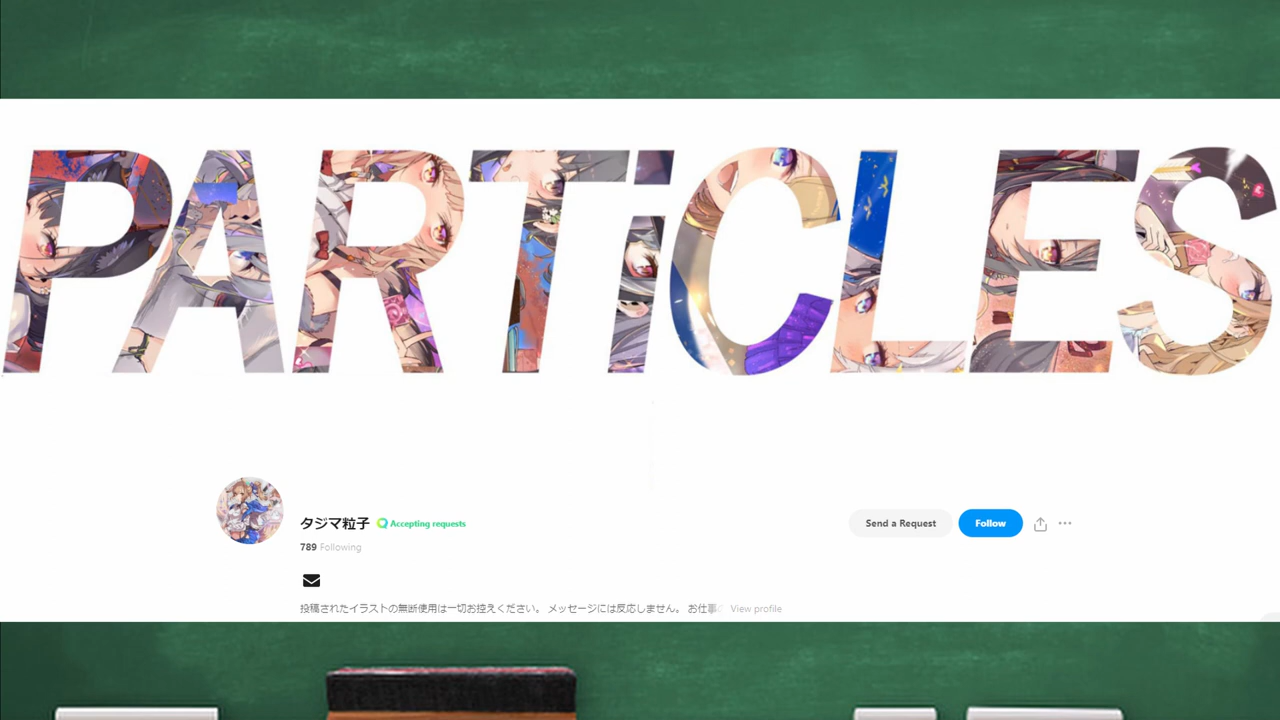 PARTiCLES
タジマ粒子 Accepting requests
Send a Request Follow
789 Following
投稿されたイラストの無断使用は一切お控えください。 メッセージには反応しません。 お仕事 View profile